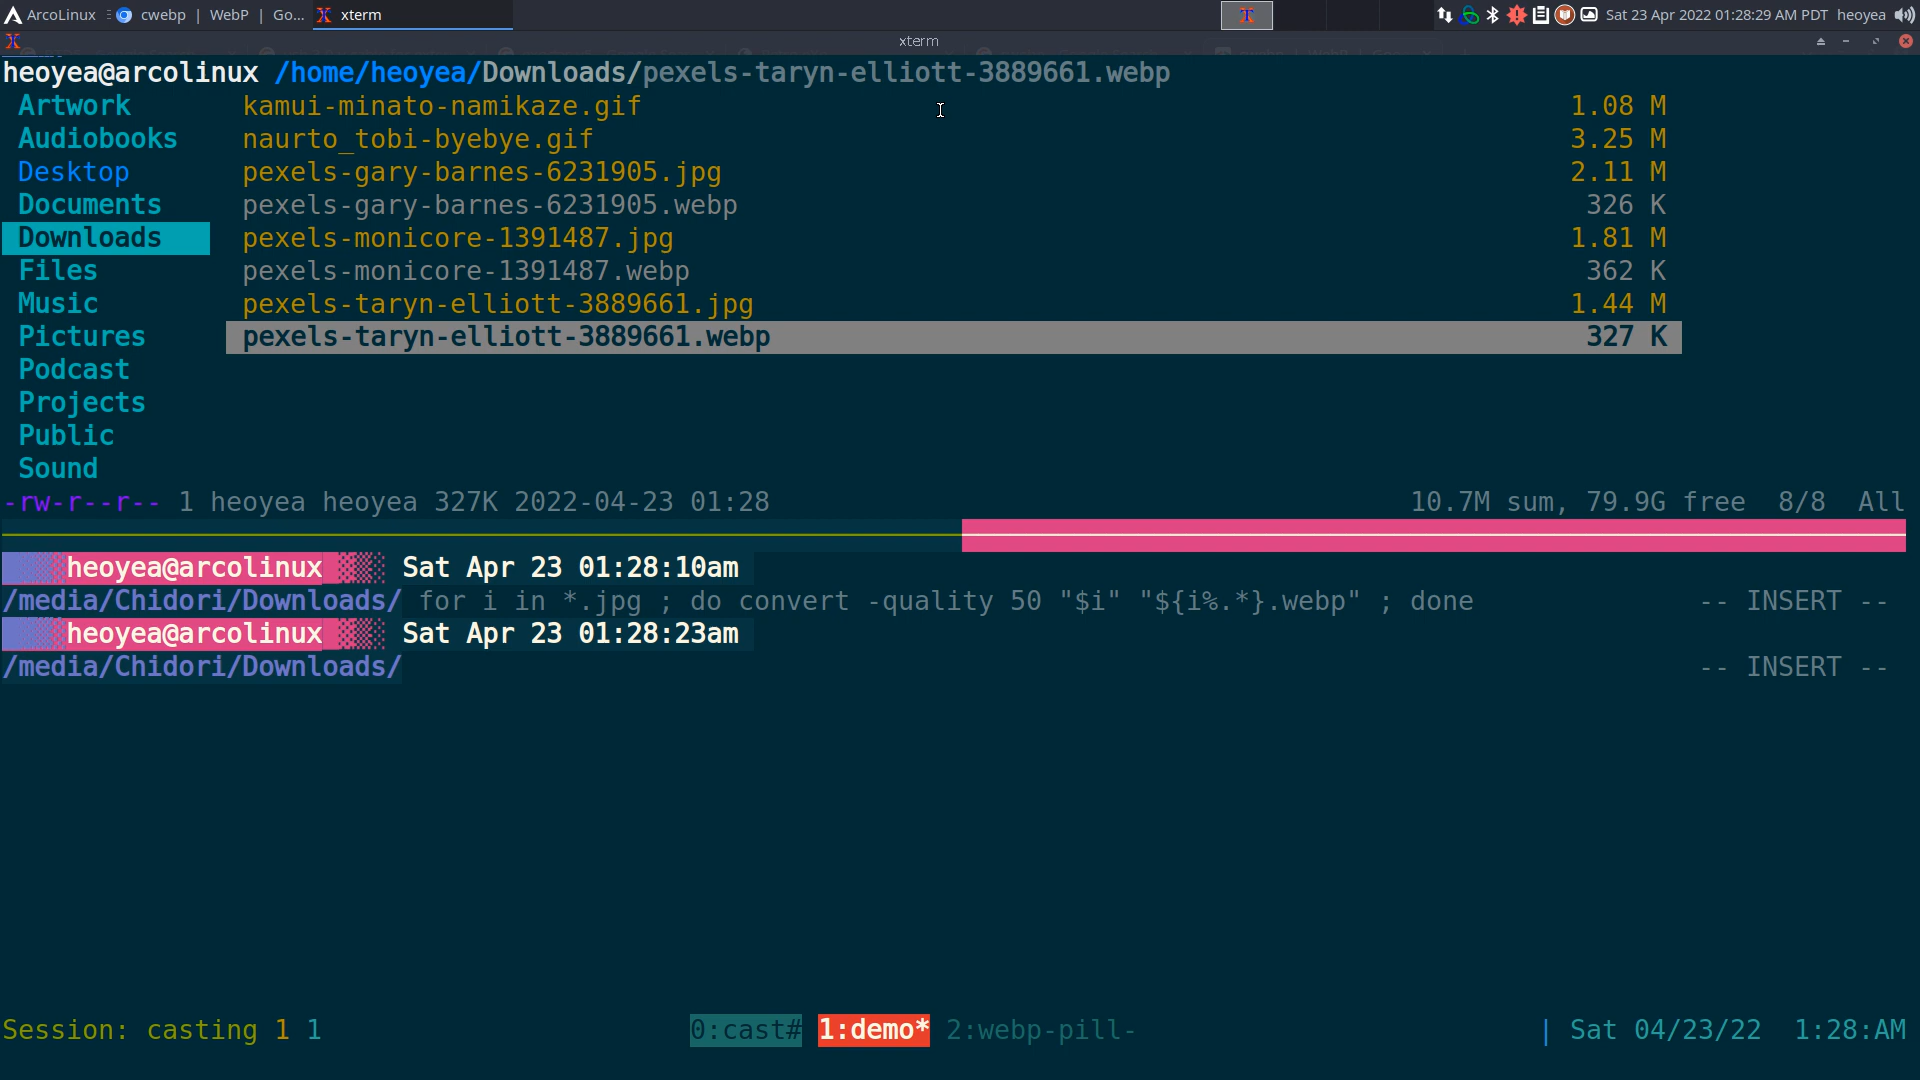 ArcoLinux cwebp | WebP | Go... xterm Sat 23 Apr 2022 01:28:29 AM PDT heoyea
xterm
heoyea@arcolinux /home/heoyea/Downloads/pexels-taryn-elliott-3889661.webp
Artwork kamui-minato-namikaze.gif 1.08 M
Audiobooks naurto_tobi-byebye.gif 3.25 M
Desktop pexels-gary-barnes-6231905.jpg 2.11 M
Documents pexels-gary-barnes-6231905.webp 326 K
Downloads pexels-monicore-1391487.jpg 1.81 M
Files pexels-monicore-1391487.webp 362 K
Music pexels-taryn-elliott-3889661.jpg 1.44 M
Pictures pexels-taryn-elliott-3889661.webp 327 K
Podcast
Projects
Public
Sound
-rw-r--r-- 1 heoyea heoyea 327K 2022-04-23 01:28 10.7M sum, 79.9G free 8/8 All
heoyea@arcolinux Sat Apr 23 01:28:10am
/media/Chidori/Downloads/ for i in *.jpg ; do convert -quality 50 "$i" "${i%.*}.webp" ; done -- INSERT --
heoyea@arcolinux Sat Apr 23 01:28:23am
/media/Chidori/Downloads/ -- INSERT --
Session: casting 1 1 0:cast# 1:demo* 2:webp-pill- | Sat 04/23/22 1:28:AM